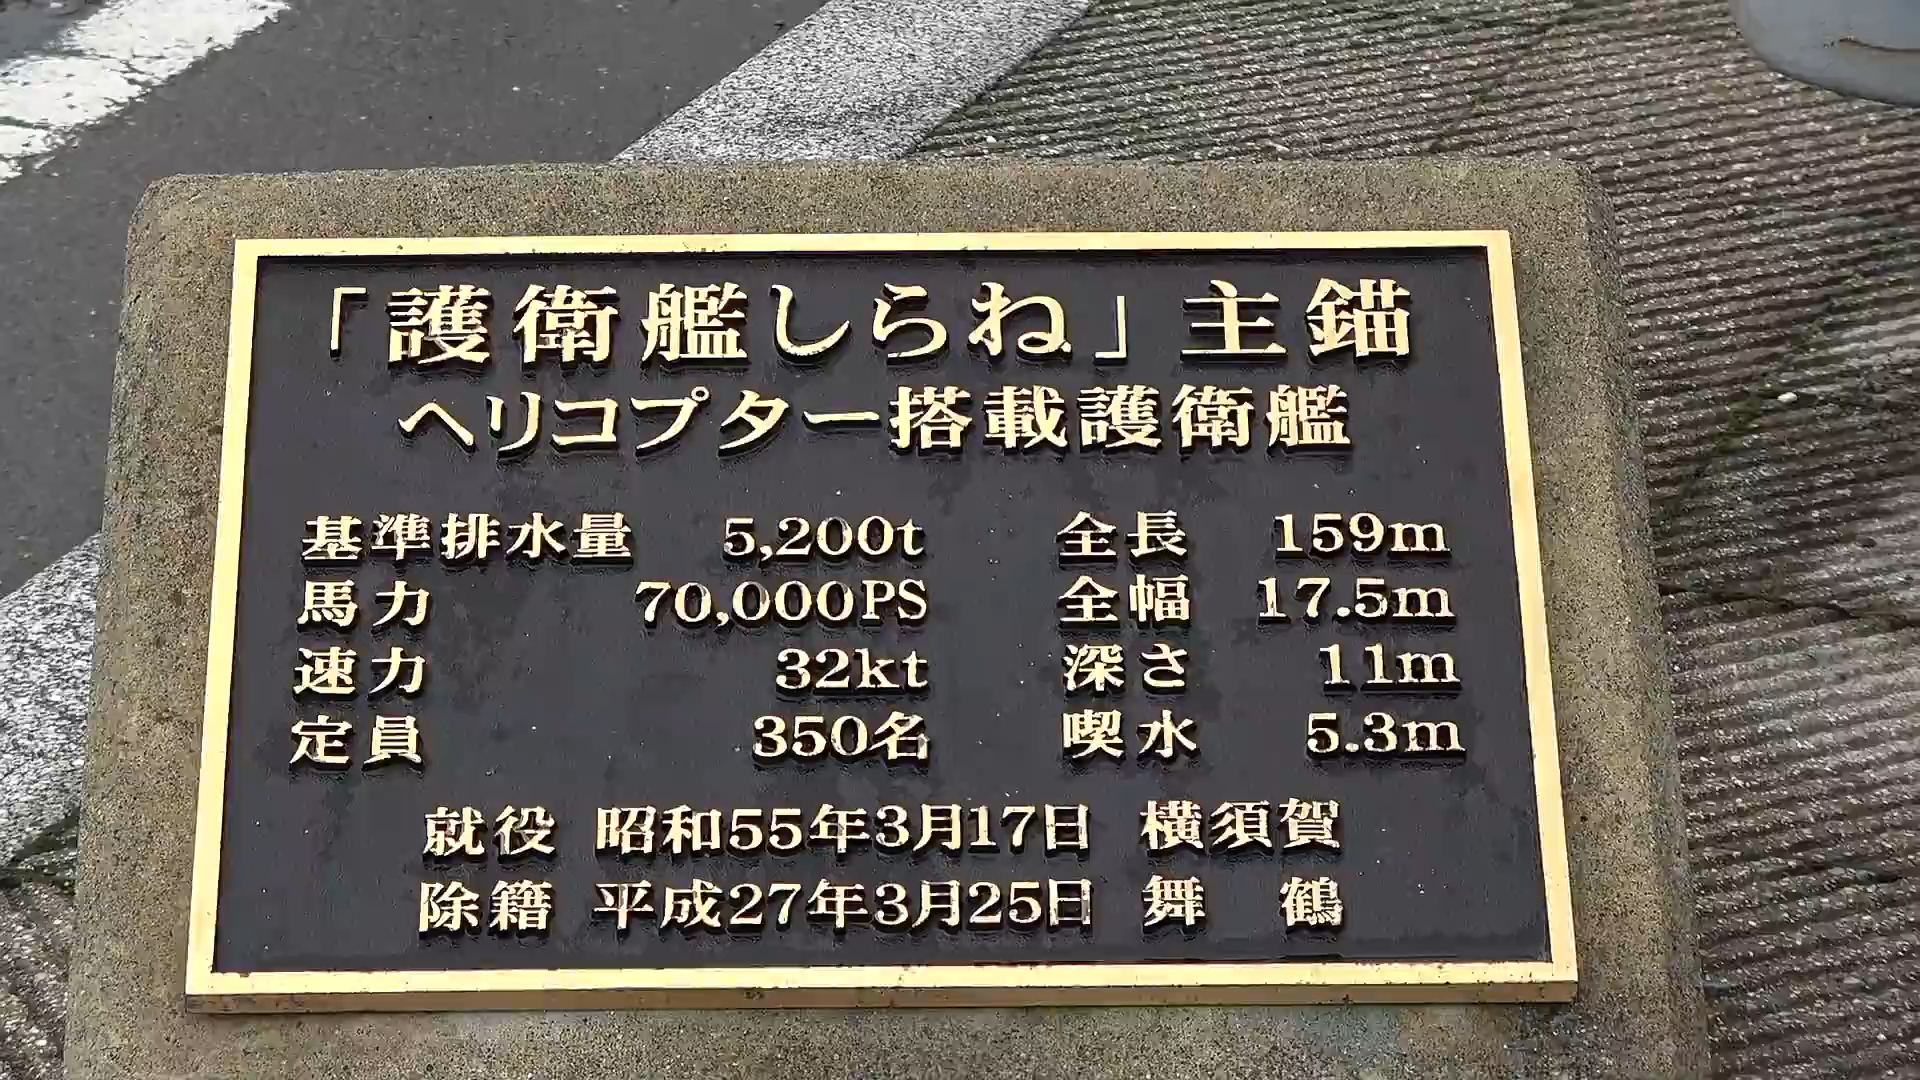 「護衛艦しらね」主錨
ヘリコプター搭載護衛艦
基準排水量 5,200t 全長 159m
馬力 70,000PS 全幅 17.5m
速力 32kt 深さ 11m
定員 350名 喫水 5.3m
就役 昭和55年3月17日 横須賀
除籍 平成27年3月25日 舞鶴